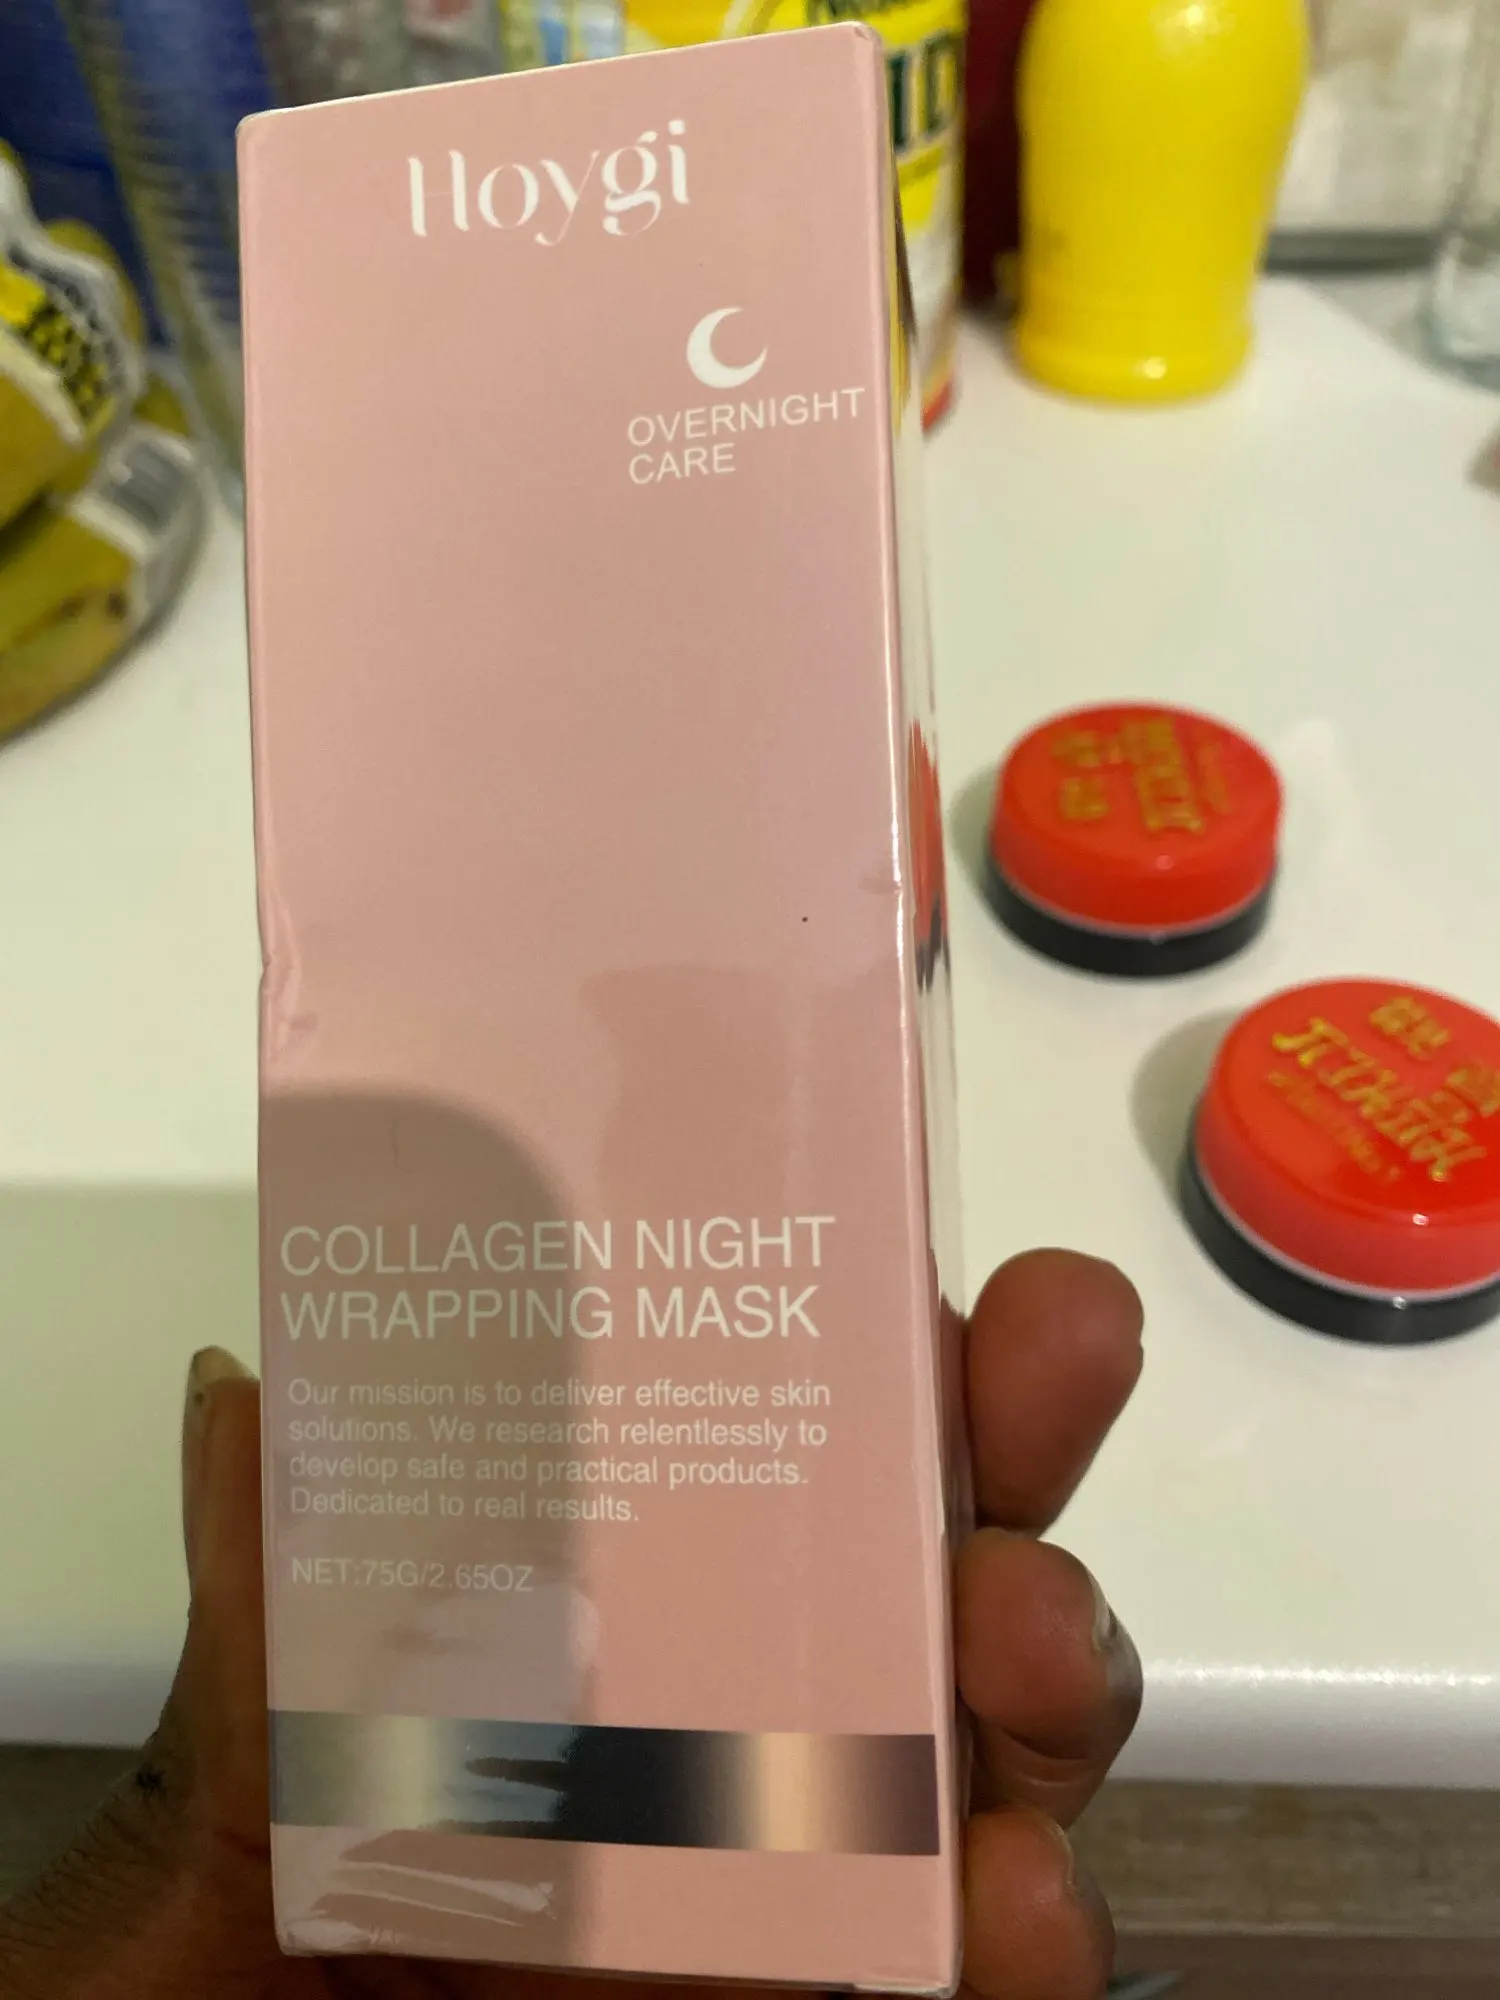 Hoygi
OVERNIGHT
CARE
COLLAGEN NIGHT
WRAPPING MASK
Our mission is to deliver effective skin
solutions. We research relentlessly to
develop safe and practical products.
Dedicated to real results.
NET:75G/2.65OZ